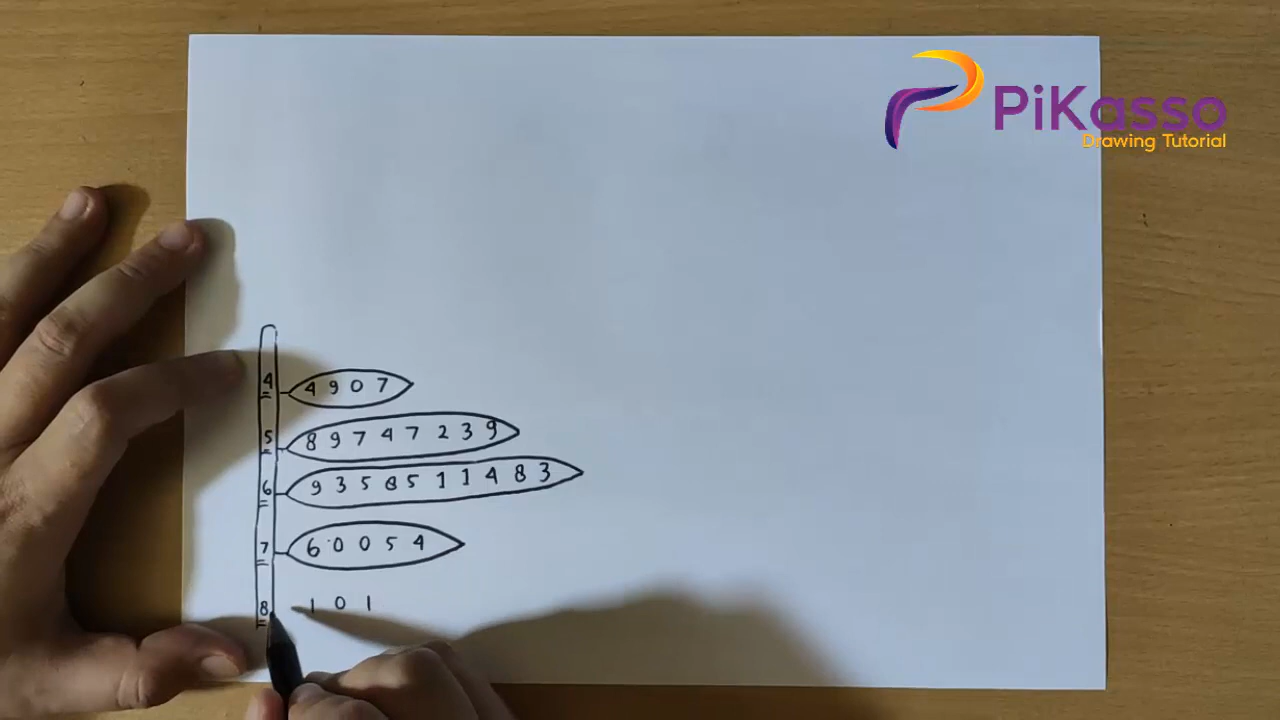 PiKasso
Drawing Tutorial
4 4 9 0 7
5 8 9 7 4 7 2 3 9
6 9 3 5 8 5 1 1 4 8 3
7 6 0 0 5 4
8 1 0 1